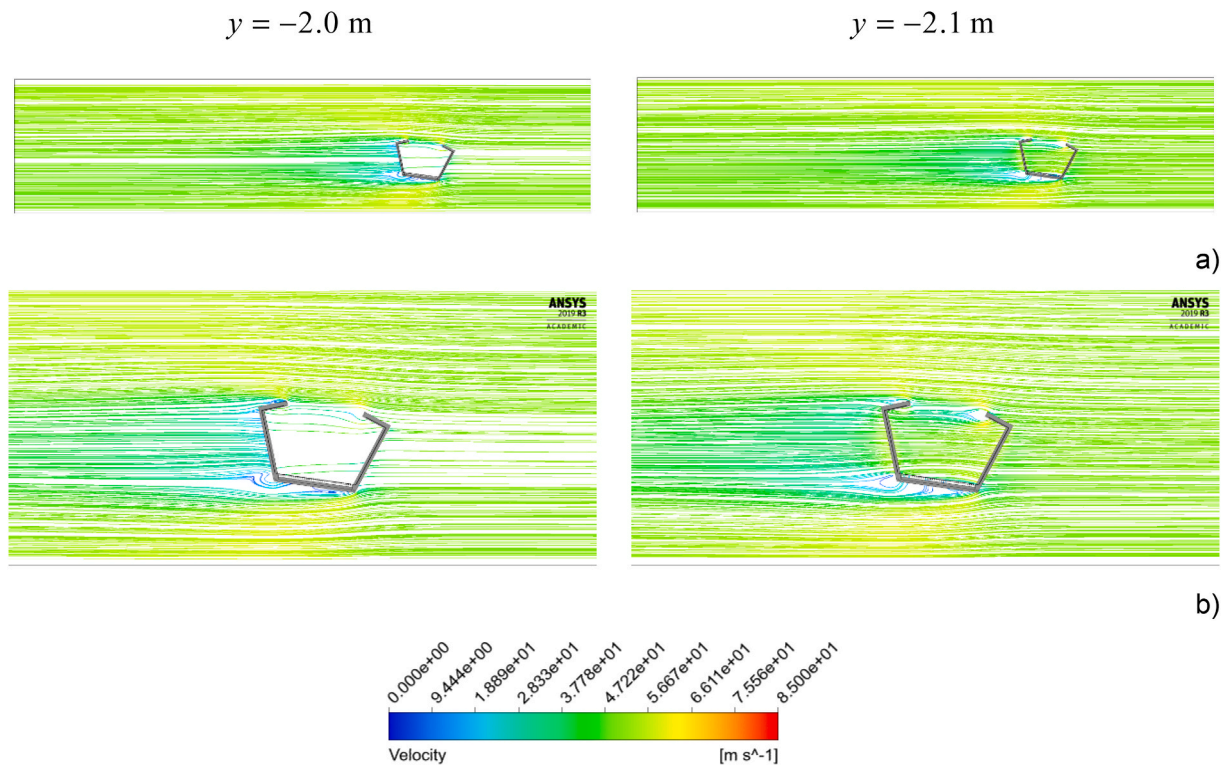 y = −2.0 m
y = −2.1 m
a)
ANSYS
2019 R3
ACADEMIC
ANSYS
2019 R3
ACADEMIC
b)
0.000e+00
9.444e+00
1.889e+01
2.833e+01
3.778e+01
4.722e+01
5.667e+01
6.611e+01
7.556e+01
8.500e+01
Velocity
[m s^-1]